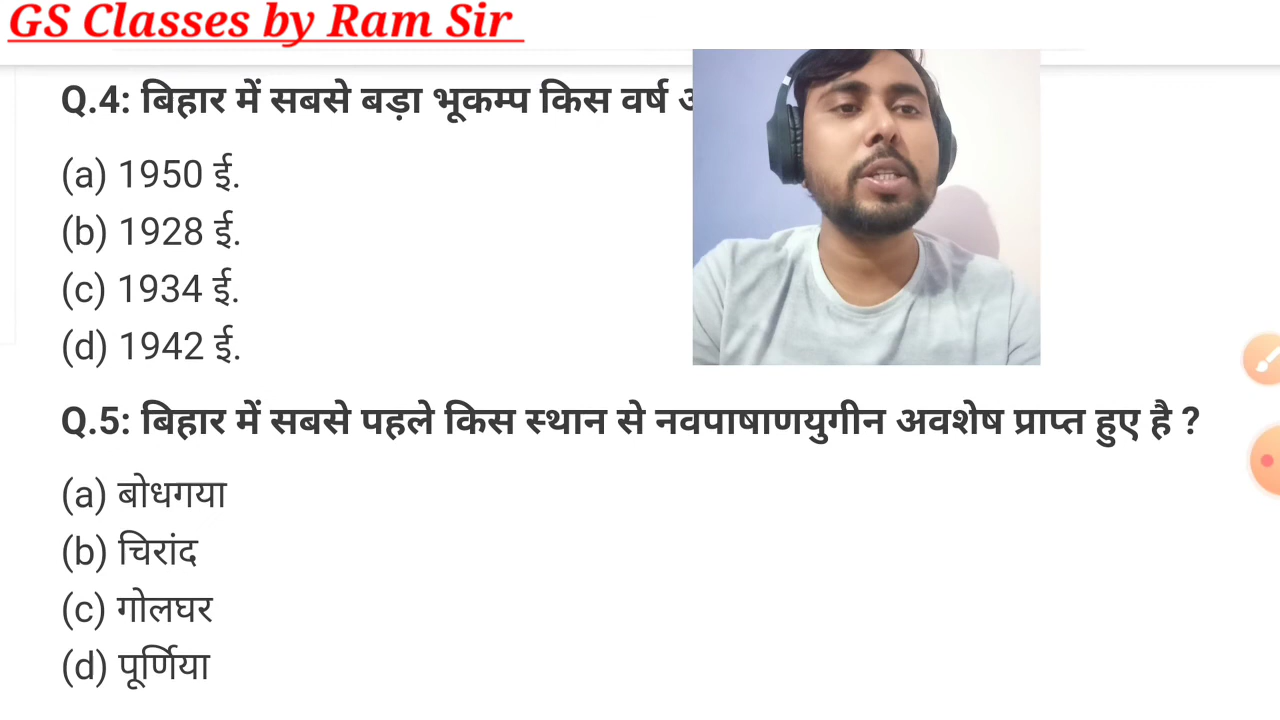 GS Classes by Ram Sir
Q.4: बिहार में सबसे बड़ा भूकम्प किस वर्ष
(a) 1950 ई.
(b) 1928 ई.
(c) 1934 ई.
(d) 1942 ई.
Q.5: बिहार में सबसे पहले किस स्थान से नवपाषाणयुगीन अवशेष प्राप्त हुए है ?
(a) बोधगया
(b) चिरांद
(c) गोलघर
(d) पूर्णिया